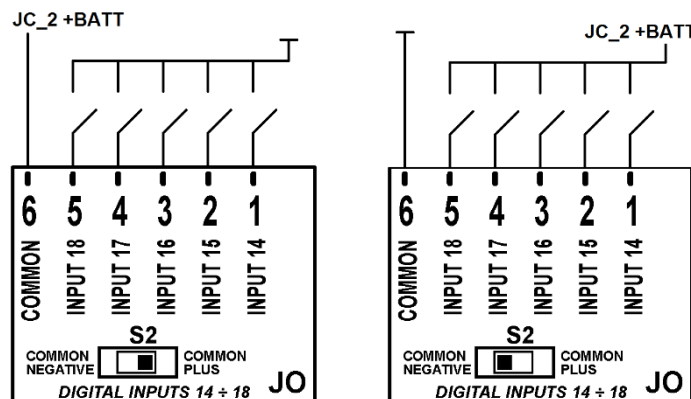 JC_2 +BATT
6 5 4 3 2 1
COMMON
INPUT 18
INPUT 17
INPUT 16
INPUT 15
INPUT 14
S2
COMMON NEGATIVE
COMMON PLUS
DIGITAL INPUTS 14 ÷ 18
JO
JC_2 +BATT
6 5 4 3 2 1
COMMON
INPUT 18
INPUT 17
INPUT 16
INPUT 15
INPUT 14
S2
COMMON NEGATIVE
COMMON PLUS
DIGITAL INPUTS 14 ÷ 18
JO